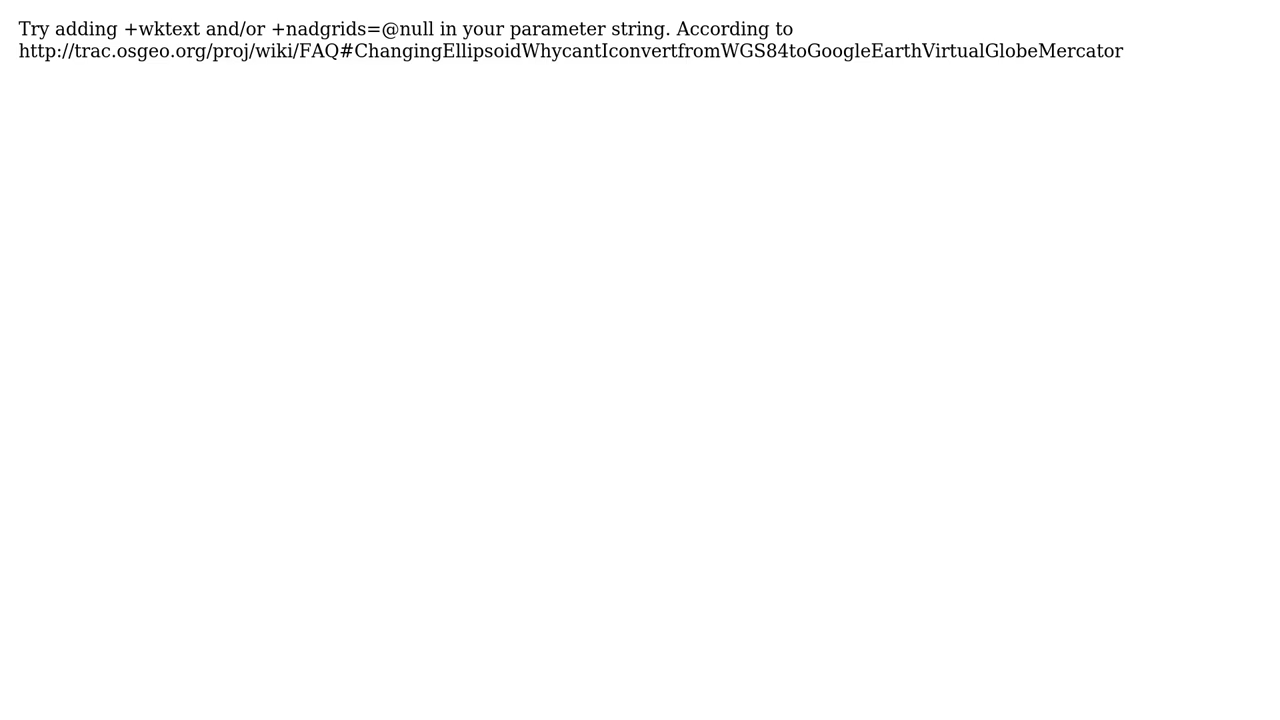 Try adding +wktext and/or +nadgrids=@null in your parameter string. According to
http://trac.osgeo.org/proj/wiki/FAQ#ChangingEllipsoidWhycantIconvertfromWGS84toGoogleEarthVirtualGlobeMercator